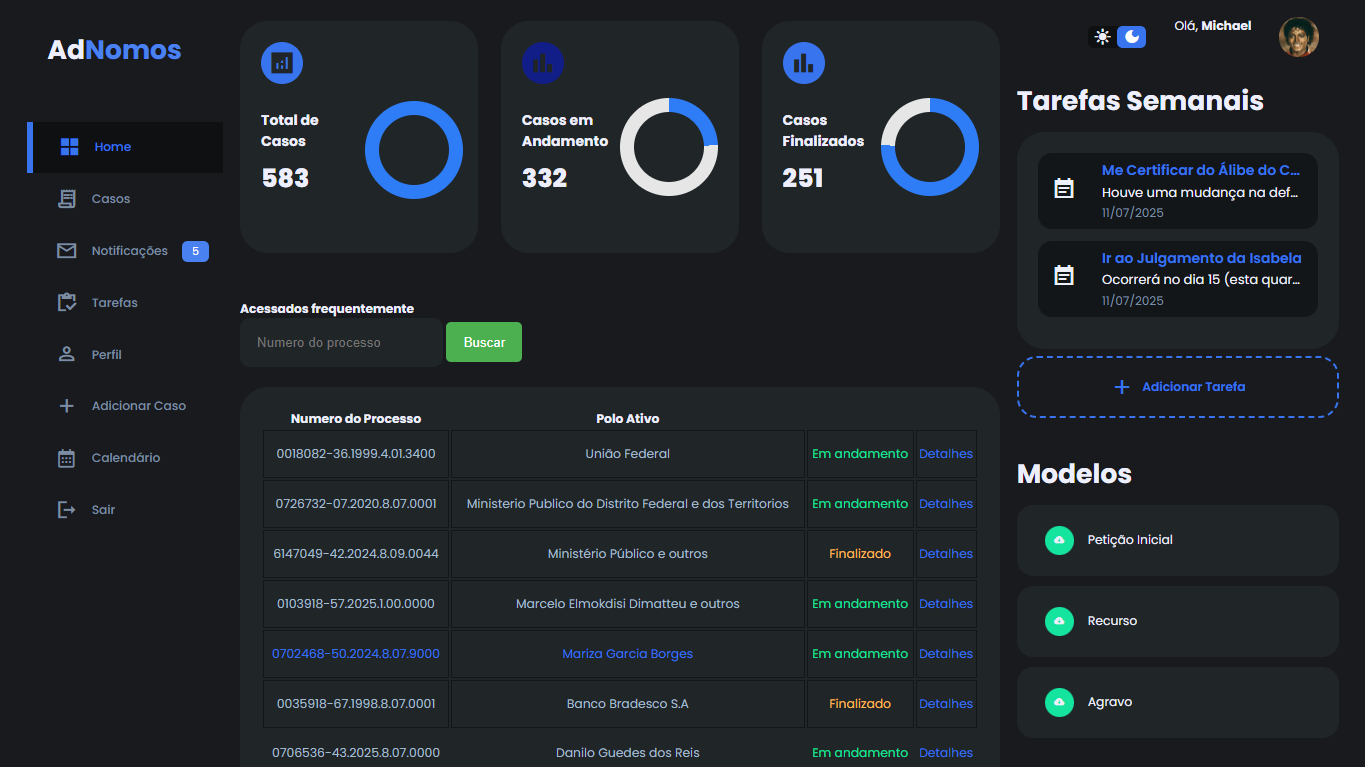 AdNomos
Home
Casos
Notificações 5
Tarefas
Perfil
Adicionar Caso
Calendário
Sair
Total de
Casos
583
Casos em
Andamento
332
Casos
Finalizados
251
Acessados frequentemente
Numero do processo
Buscar
Numero do Processo Polo Ativo
0018082-36.1999.4.01.3400 União Federal Em andamento Detalhes
0726732-07.2020.8.07.0001 Ministerio Publico do Distrito Federal e dos Territorios Em andamento Detalhes
6147049-42.2024.8.09.0044 Ministério Público e outros Finalizado Detalhes
0103918-57.2025.1.00.0000 Marcelo Elmokdisi Dimatteu e outros Em andamento Detalhes
0702468-50.2024.8.07.9000 Mariza Garcia Borges Em andamento Detalhes
0035918-67.1998.8.07.0001 Banco Bradesco S.A Finalizado Detalhes
0706536-43.2025.8.07.0000 Danilo Guedes dos Reis Em andamento Detalhes
Olá, Michael
Tarefas Semanais
Me Certificar do Álibe do C...
Houve uma mudança na def...
11/07/2025
Ir ao Julgamento da Isabela
Ocorrerá no dia 15 (esta quar...
11/07/2025
Adicionar Tarefa
Modelos
Petição Inicial
Recurso
Agravo